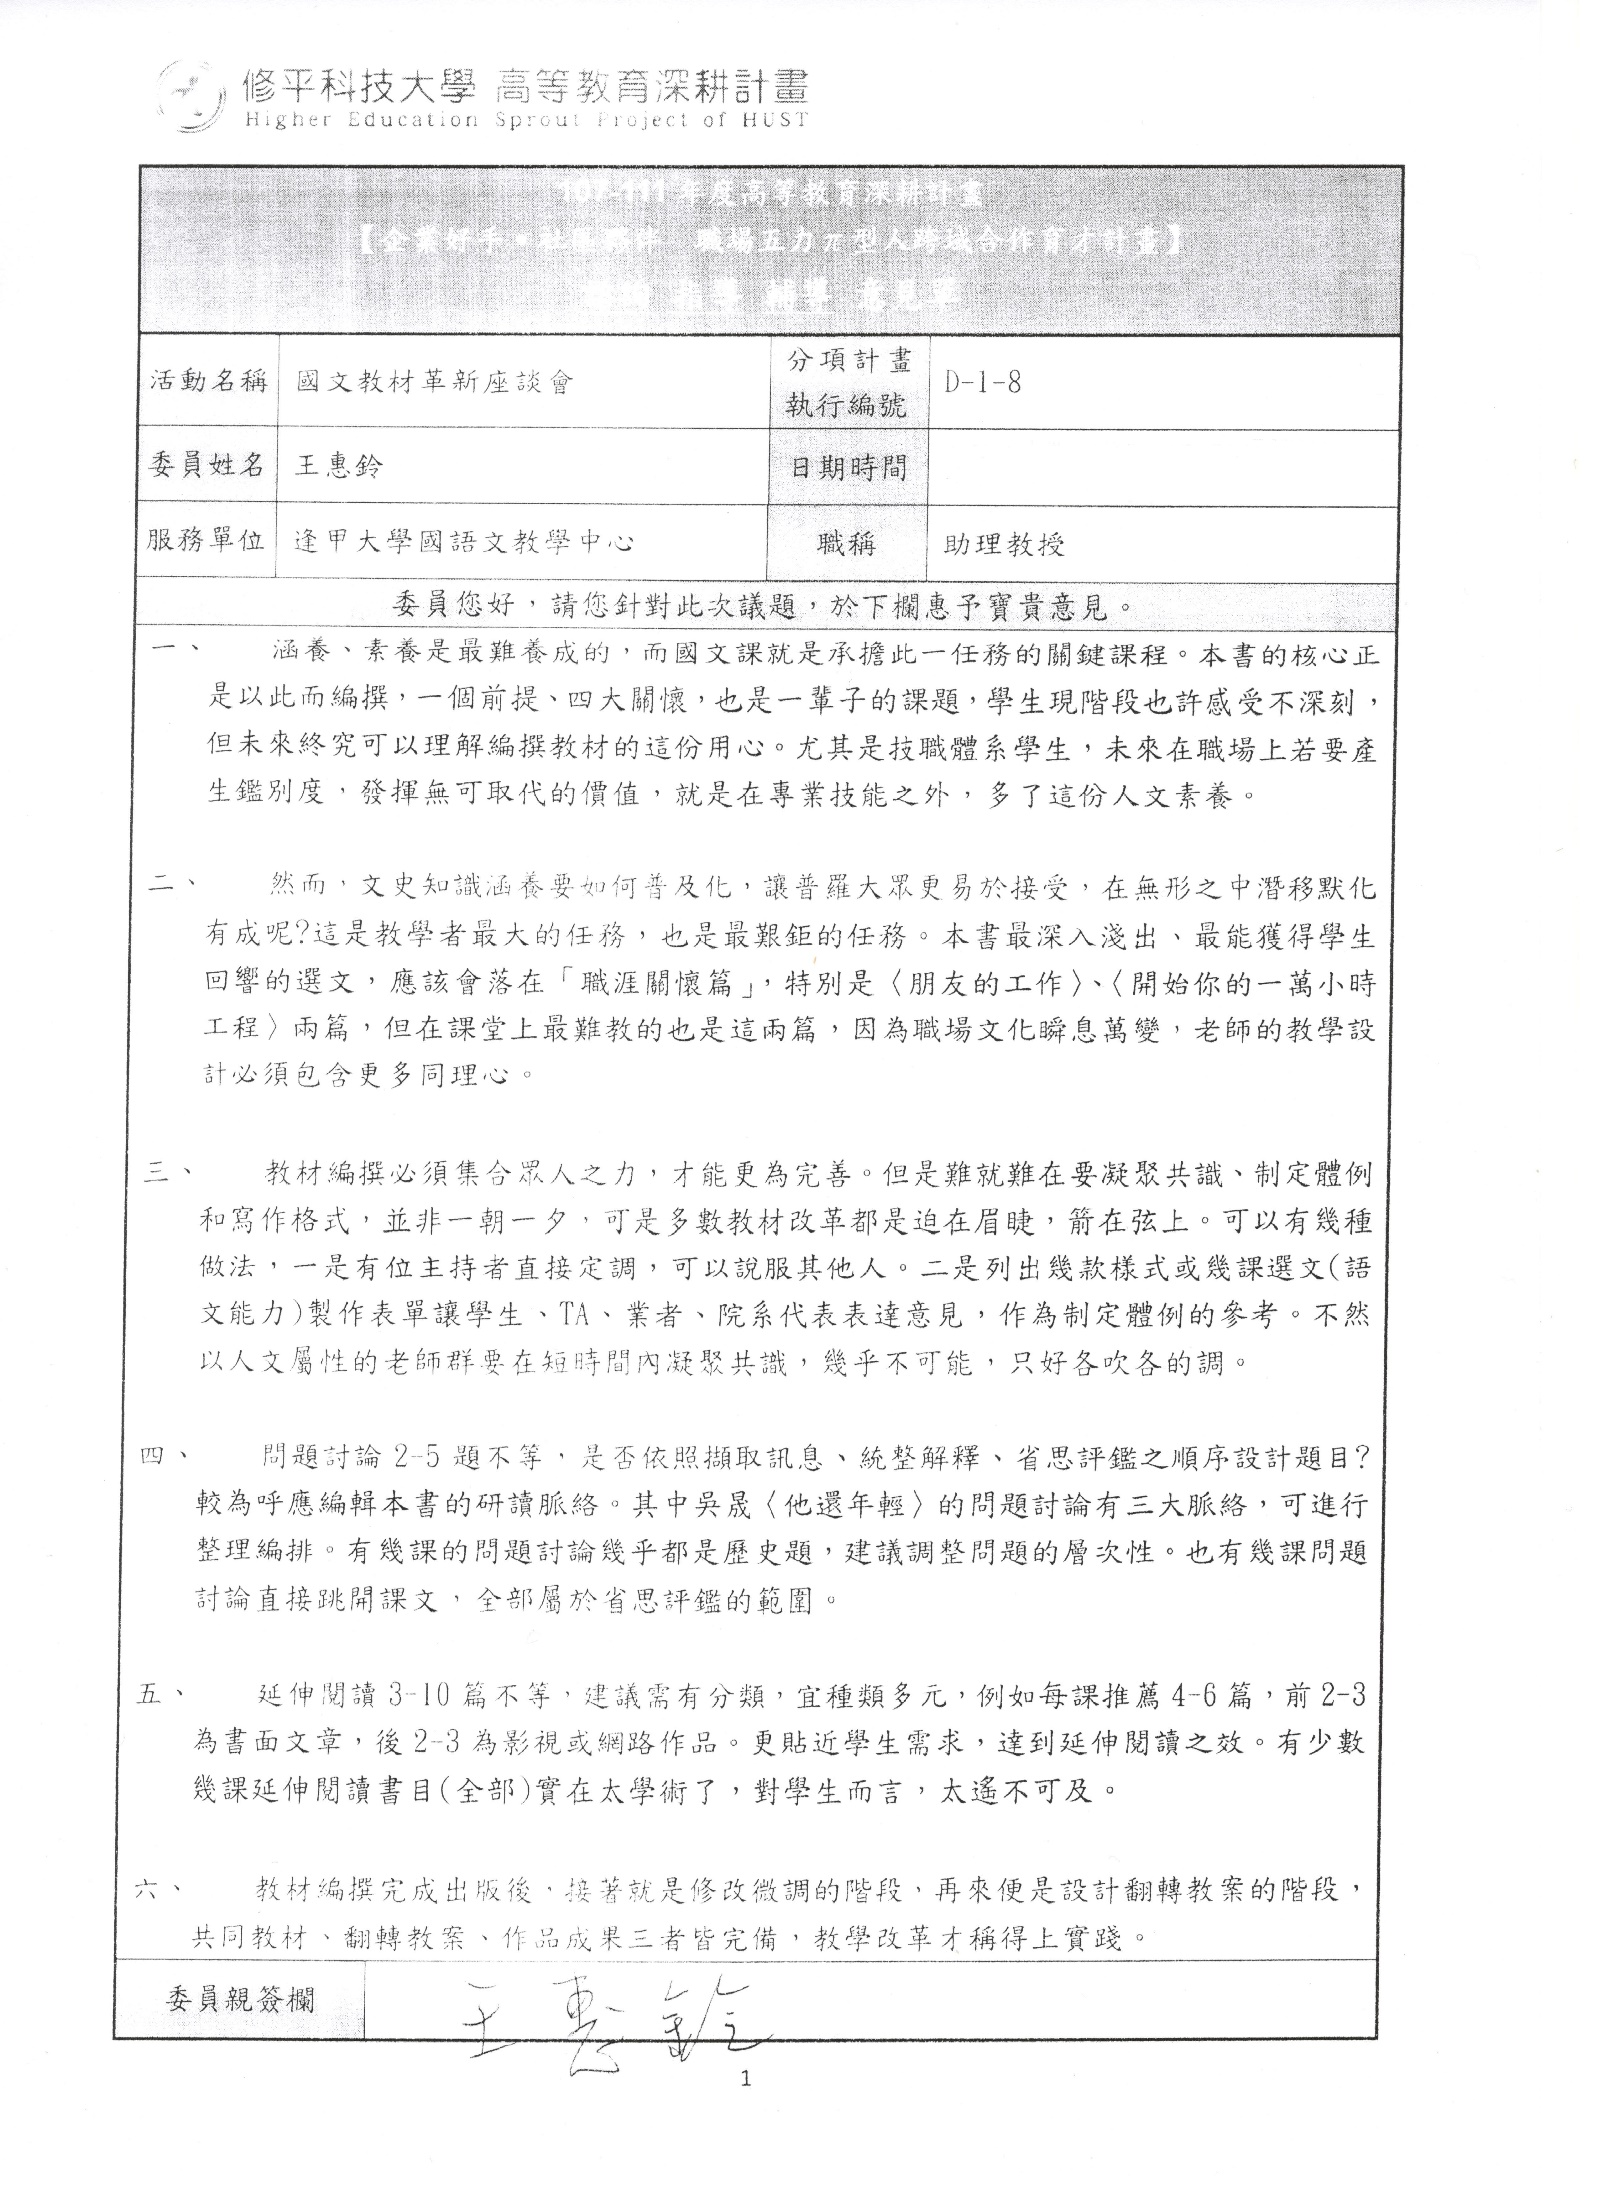 修平科技大學 高等教育深耕計畫
Higher Education Sprout Project of HUST
年度高等教育深耕計畫
職場五力π型人跨域合作育才計畫】
活動名稱 國文教材革新座談會 分項計畫執行編號 D-1-8
委員姓名 王惠鈴 日期時間
服務單位 逢甲大學國語文教學中心 職稱 助理教授
委員您好，請您針對此次議題，於下欄惠予寶貴意見。
一、 涵養、素養是最難養成的，而國文課就是承擔此一任務的關鍵課程。本書的核心正
是以此而編撰，一個前提、四大關懷，也是一輩子的課題，學生現階段也許感受不深刻，
但未來終究可以理解編撰教材的這份用心。尤其是技職體系學生，未來在職場上若要產
生鑑別度，發揮無可取代的價值，就是在專業技能之外，多了這份人文素養。
二、 然而，文史知識涵養要如何普及化，讓普羅大眾更易於接受，在無形之中潛移默化
有成呢?這是教學者最大的任務，也是最艱鉅的任務。本書最深入淺出、最能獲得學生
回響的選文，應該會落在「職涯關懷篇」，特別是〈朋友的工作〉、〈開始你的一萬小時
工程〉兩篇，但在課堂上最難教的也是這兩篇，因為職場文化瞬息萬變，老師的教學設
計必須包含更多同理心。
三、 教材編撰必須集合眾人之力，才能更為完善。但是難就難在要凝聚共識、制定體例
和寫作格式，並非一朝一夕，可是多數教材改革都是迫在眉睫，箭在弦上。可以有幾種
做法，一是有位主持者直接定調，可以說服其他人。二是列出幾款樣式或幾課選文(語
文能力)製作表單讓學生、TA、業者、院系代表表達意見，作為制定體例的參考。不然
以人文屬性的老師群要在短時間內凝聚共識，幾乎不可能，只好各吹各的調。
四、 問題討論 2-5 題不等，是否依照擷取訊息、統整解釋、省思評鑑之順序設計題目?
較為呼應編輯本書的研讀脈絡。其中吳晟〈他還年輕〉的問題討論有三大脈絡，可進行
整理編排。有幾課的問題討論幾乎都是歷史題，建議調整問題的層次性。也有幾課問題
討論直接跳開課文，全部屬於省思評鑑的範圍。
五、 延伸閱讀 3-10 篇不等，建議需有分類，宜種類多元，例如每課推薦 4-6 篇，前 2-3
為書面文章，後 2-3 為影視或網路作品。更貼近學生需求，達到延伸閱讀之效。有少數
幾課延伸閱讀書目(全部)實在太學術了，對學生而言，太遙不可及。
六、 教材編撰完成出版後，接著就是修改微調的階段，再來便是設計翻轉教案的階段，
共同教材、翻轉教案、作品成果三者皆完備，教學改革才稱得上實踐。
委員親簽欄 王惠鈴
1